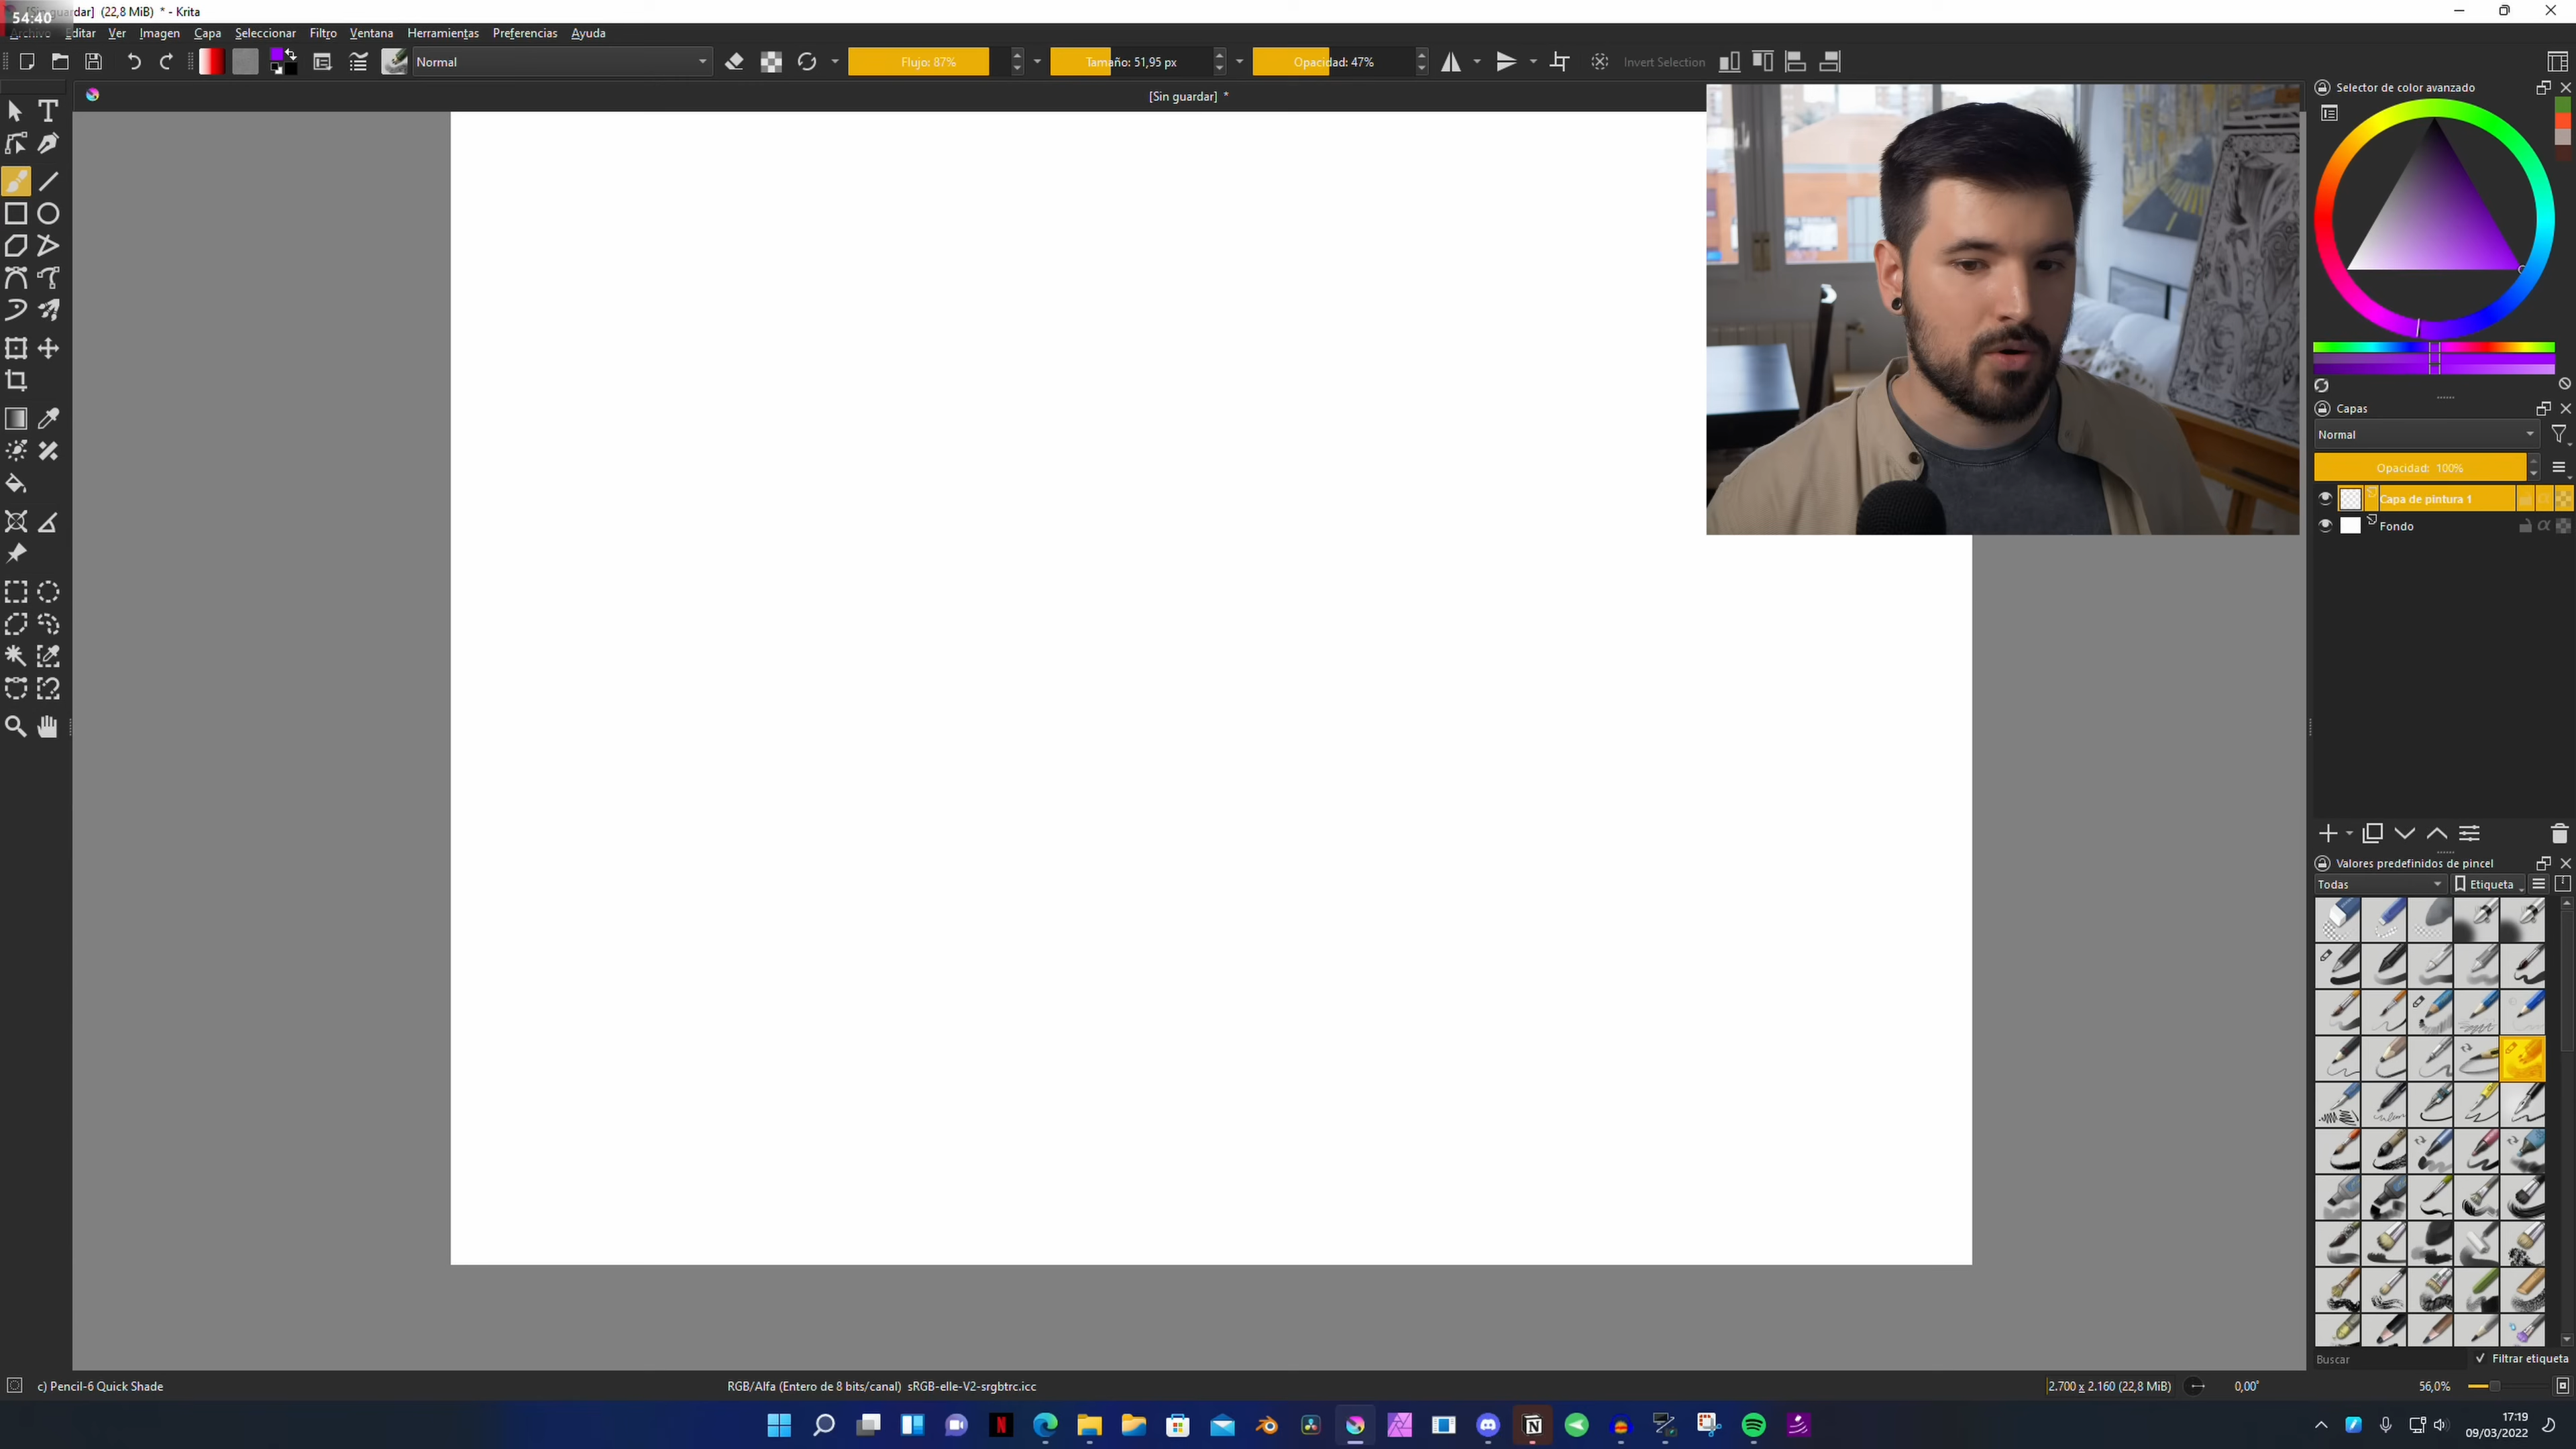 54:40
(22,8 MiB) * - Krita
Archivo Editar Ver Imagen Capa Seleccionar Filtro Ventana Herramientas Preferencias Ayuda
Normal Flujo: 87% Tamaño: 51,95 px Opacidad: 47% Invert Selection
[Sin guardar] *
Selector de color avanzado
Capas
Normal
Opacidad: 100%
Capa de pintura 1
Fondo
Valores predefinidos de pincel
Todas Etiqueta
Buscar Filtrar etiqueta
c) Pencil-6 Quick Shade RGB/Alfa (Entero de 8 bits/canal) sRGB-elle-V2-srgbtrc.icc 2.700 x 2.160 (22,8 MiB) 0,00° 56,0%
17:19
09/03/2022